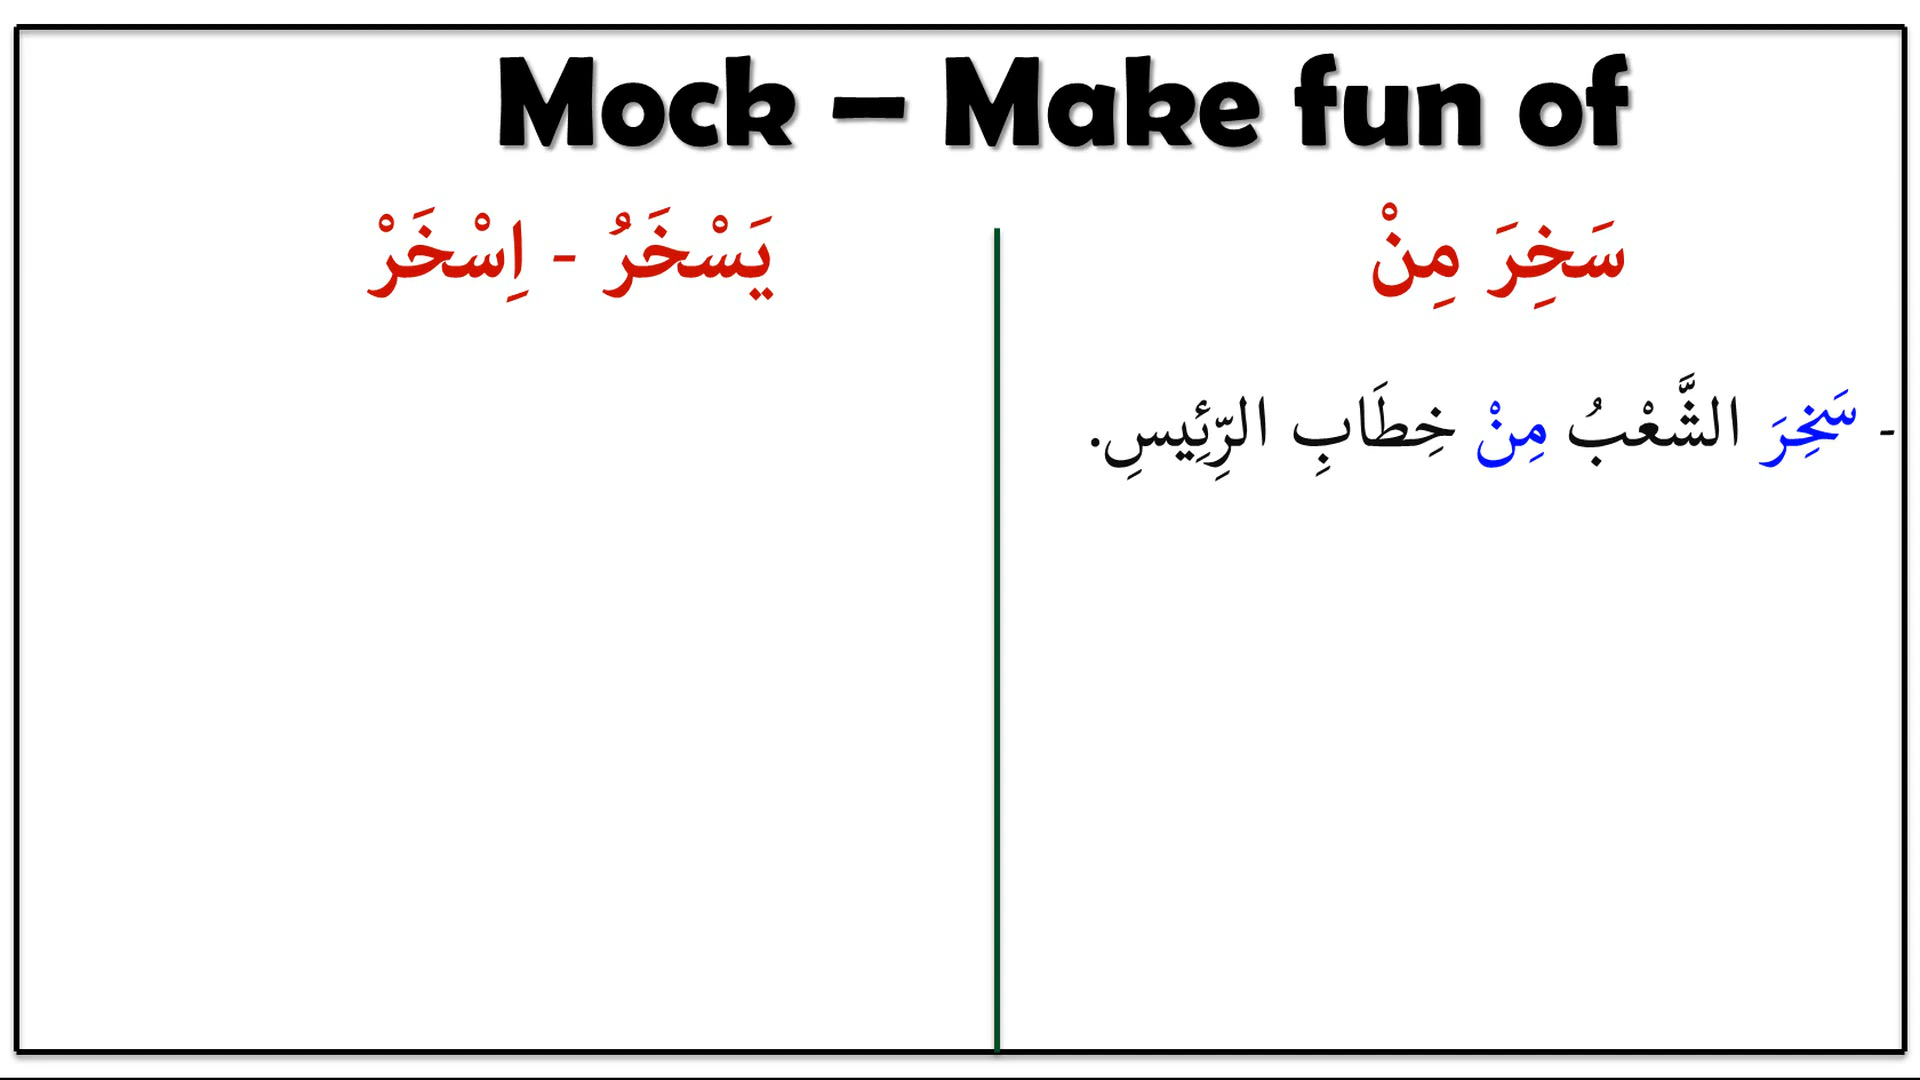 Mock – Make fun of
سَخِرَ مِنْ
يَسْخَرُ - اِسْخَرْ
- سَخِرَ الشَّعْبُ مِنْ خِطَابِ الرِّئِيسِ.